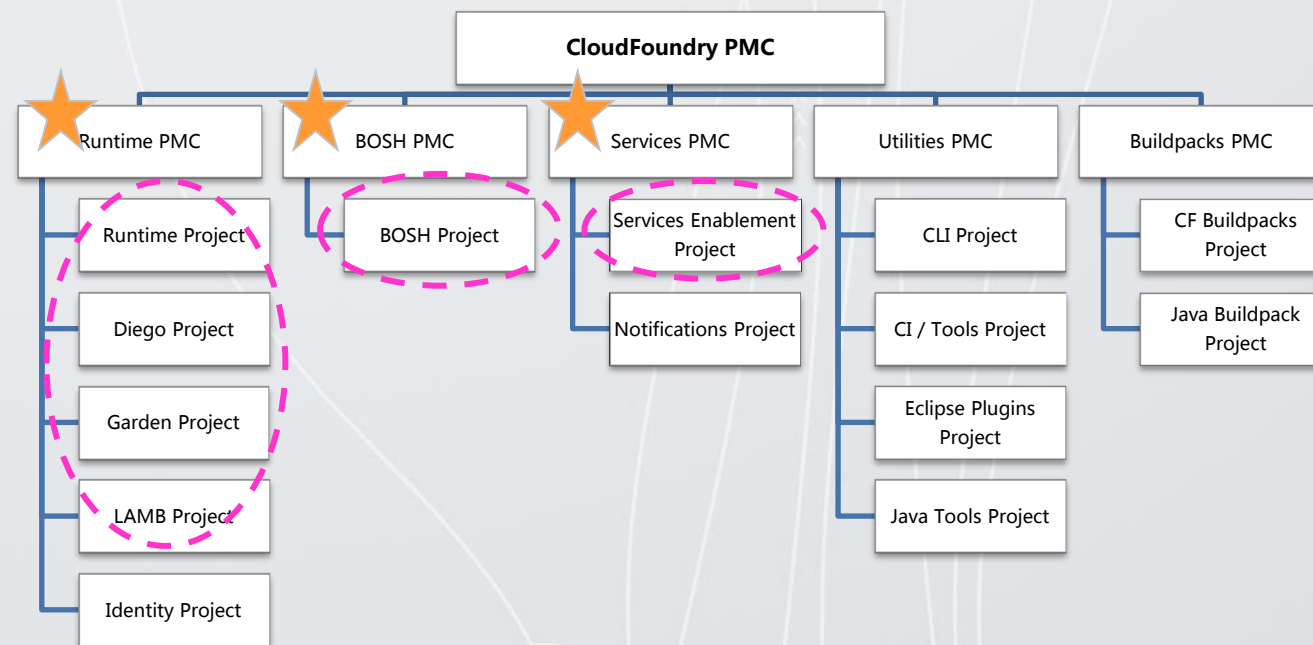 CloudFoundry PMC
Runtime PMC
BOSH PMC
Services PMC
Utilities PMC
Buildpacks PMC
Runtime Project
Diego Project
Garden Project
LAMB Project
Identity Project
BOSH Project
Services Enablement
Project
Notifications Project
CLI Project
CI / Tools Project
Eclipse Plugins
Project
Java Tools Project
CF Buildpacks
Project
Java Buildpack
Project